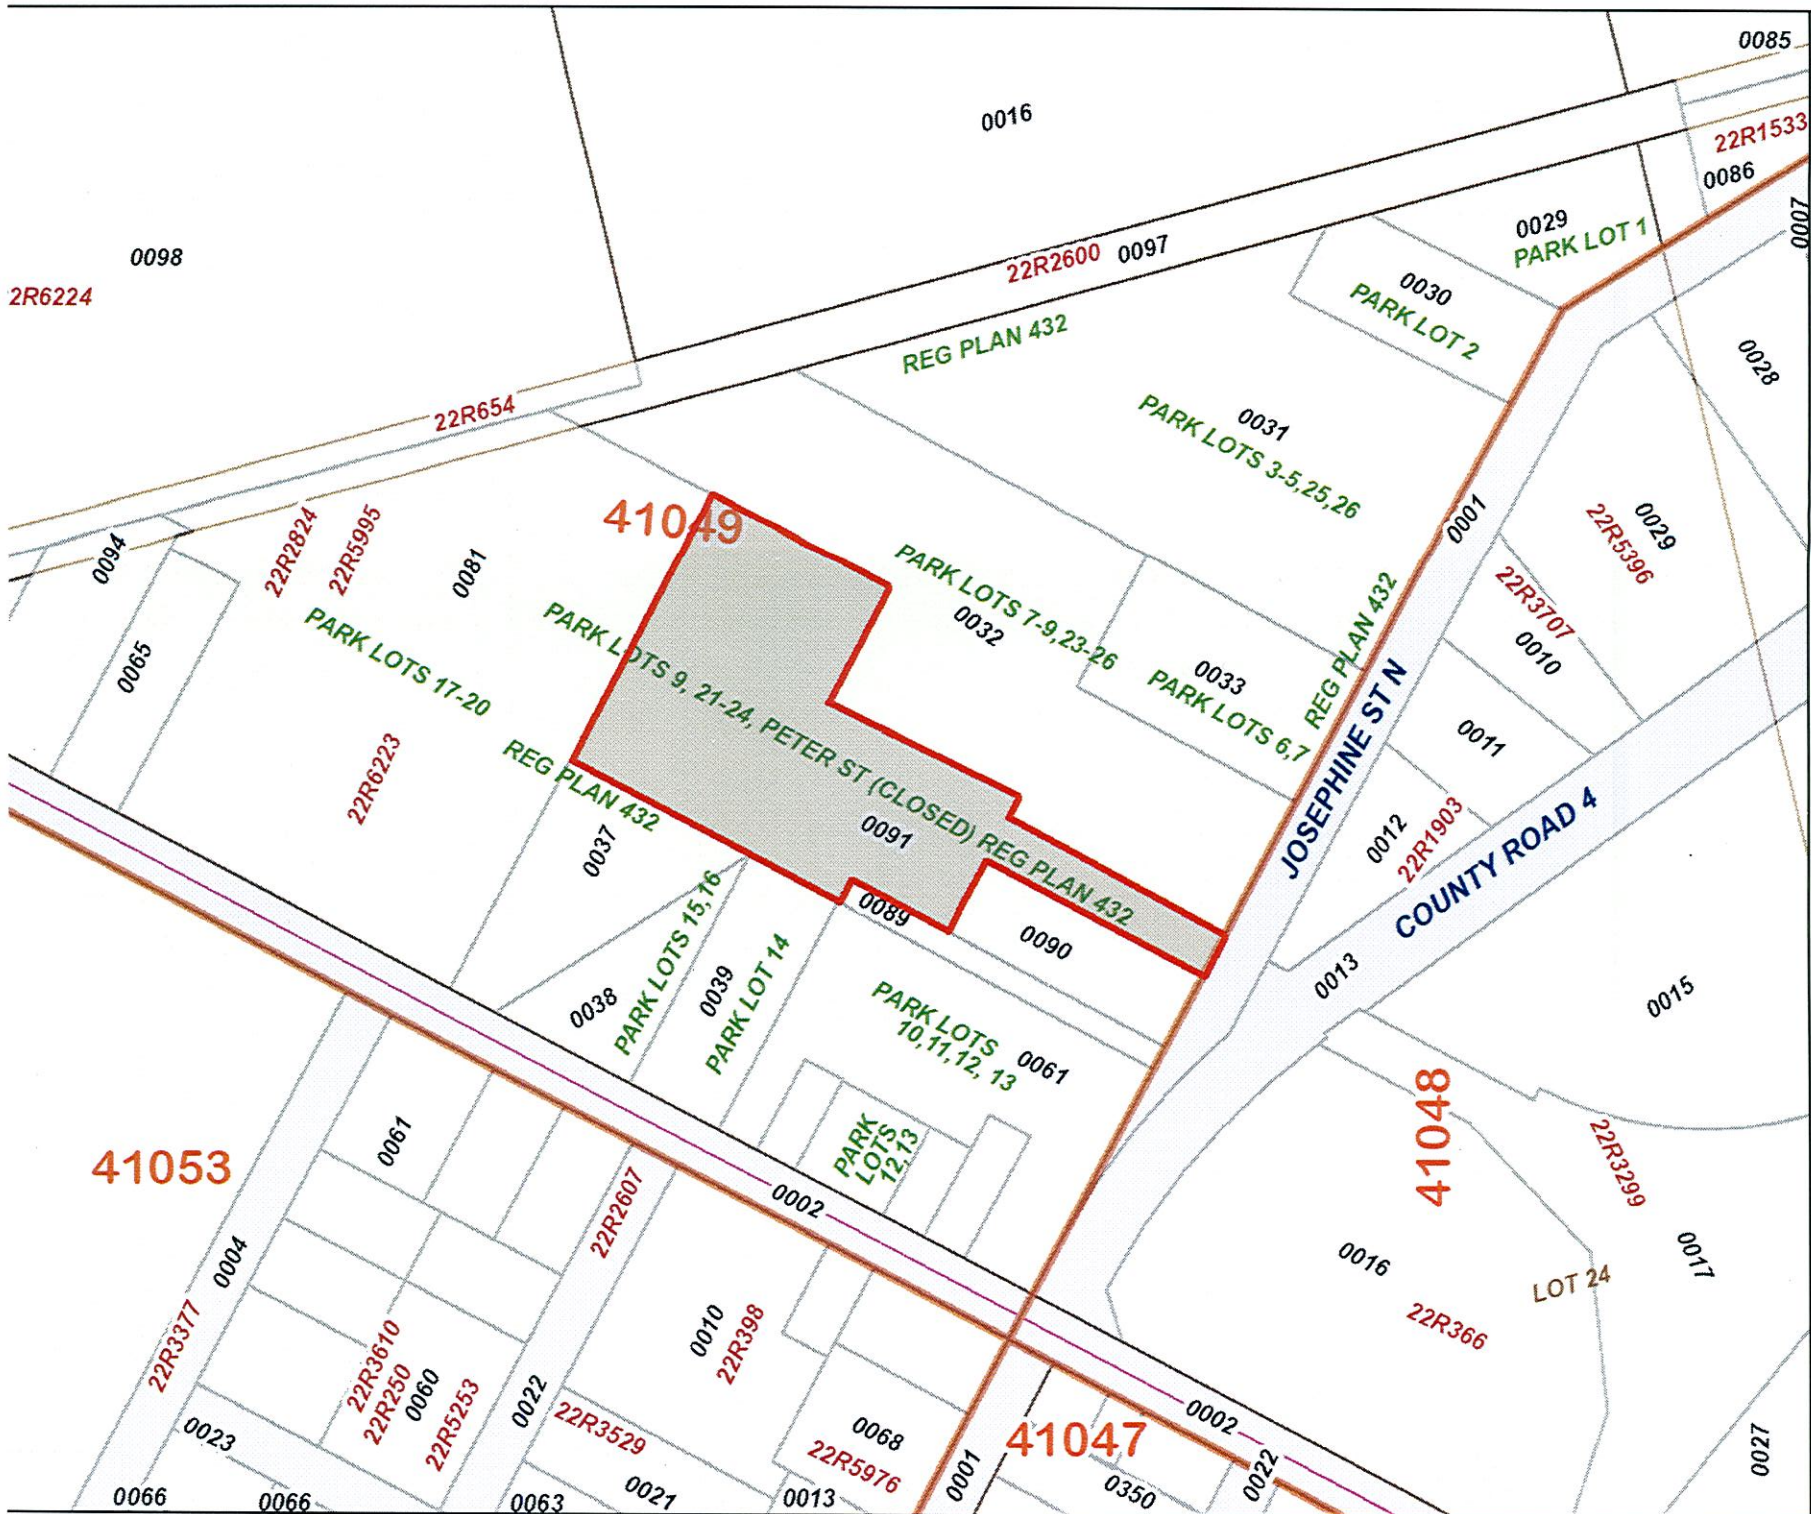 0085
0016
22R1533
0086
0007
0029
PARK LOT 1
0098
22R2600 0097
2R6224
0030
PARK LOT 2
REG PLAN 432
0028
22R654
0031
PARK LOTS 3-5,25,26
41049
0001
0029
22R5396
22R2824
22R5995
0094
0081
PARK LOTS 7-9,23-26
0032
22R3707
0010
REG PLAN 432
0065
PARK LOTS 17-20
PARK LOTS 9, 21-24, PETER ST (CLOSED) REG PLAN 432
0033
PARK LOTS 6,7
JOSEPHINE ST N
0011
REG PLAN 432
22R6223
0091
0037
0012
22R1903
COUNTY ROAD 4
0089
0090
PARK LOTS 15,16
0039
PARK LOT 14
0038
0013
0015
PARK LOTS
10,11,12, 13
0061
41048
PARK
LOTS
12,13
22R3299
0061
41053
22R2607
0002
0004
0016
0017
LOT 24
22R366
22R3377
0010
22R398
22R3610
22R250
0060
22R5253
0022
22R3529
0068
22R5976
41047
0002
0023
0027
0001
0022
0066
0066
0063
0021
0013
0350